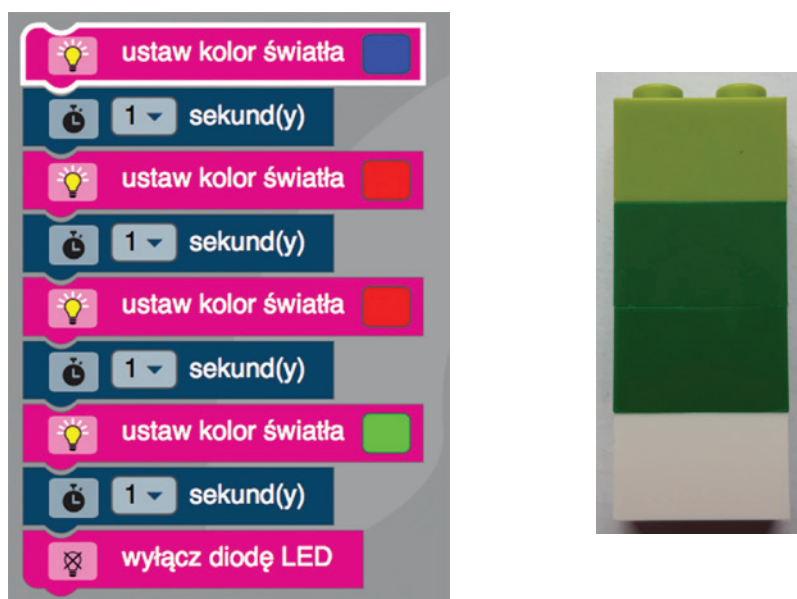 ustaw kolor światła
1 sekund(y)
ustaw kolor światła
1 sekund(y)
ustaw kolor światła
1 sekund(y)
ustaw kolor światła
1 sekund(y)
wyłącz diodę LED